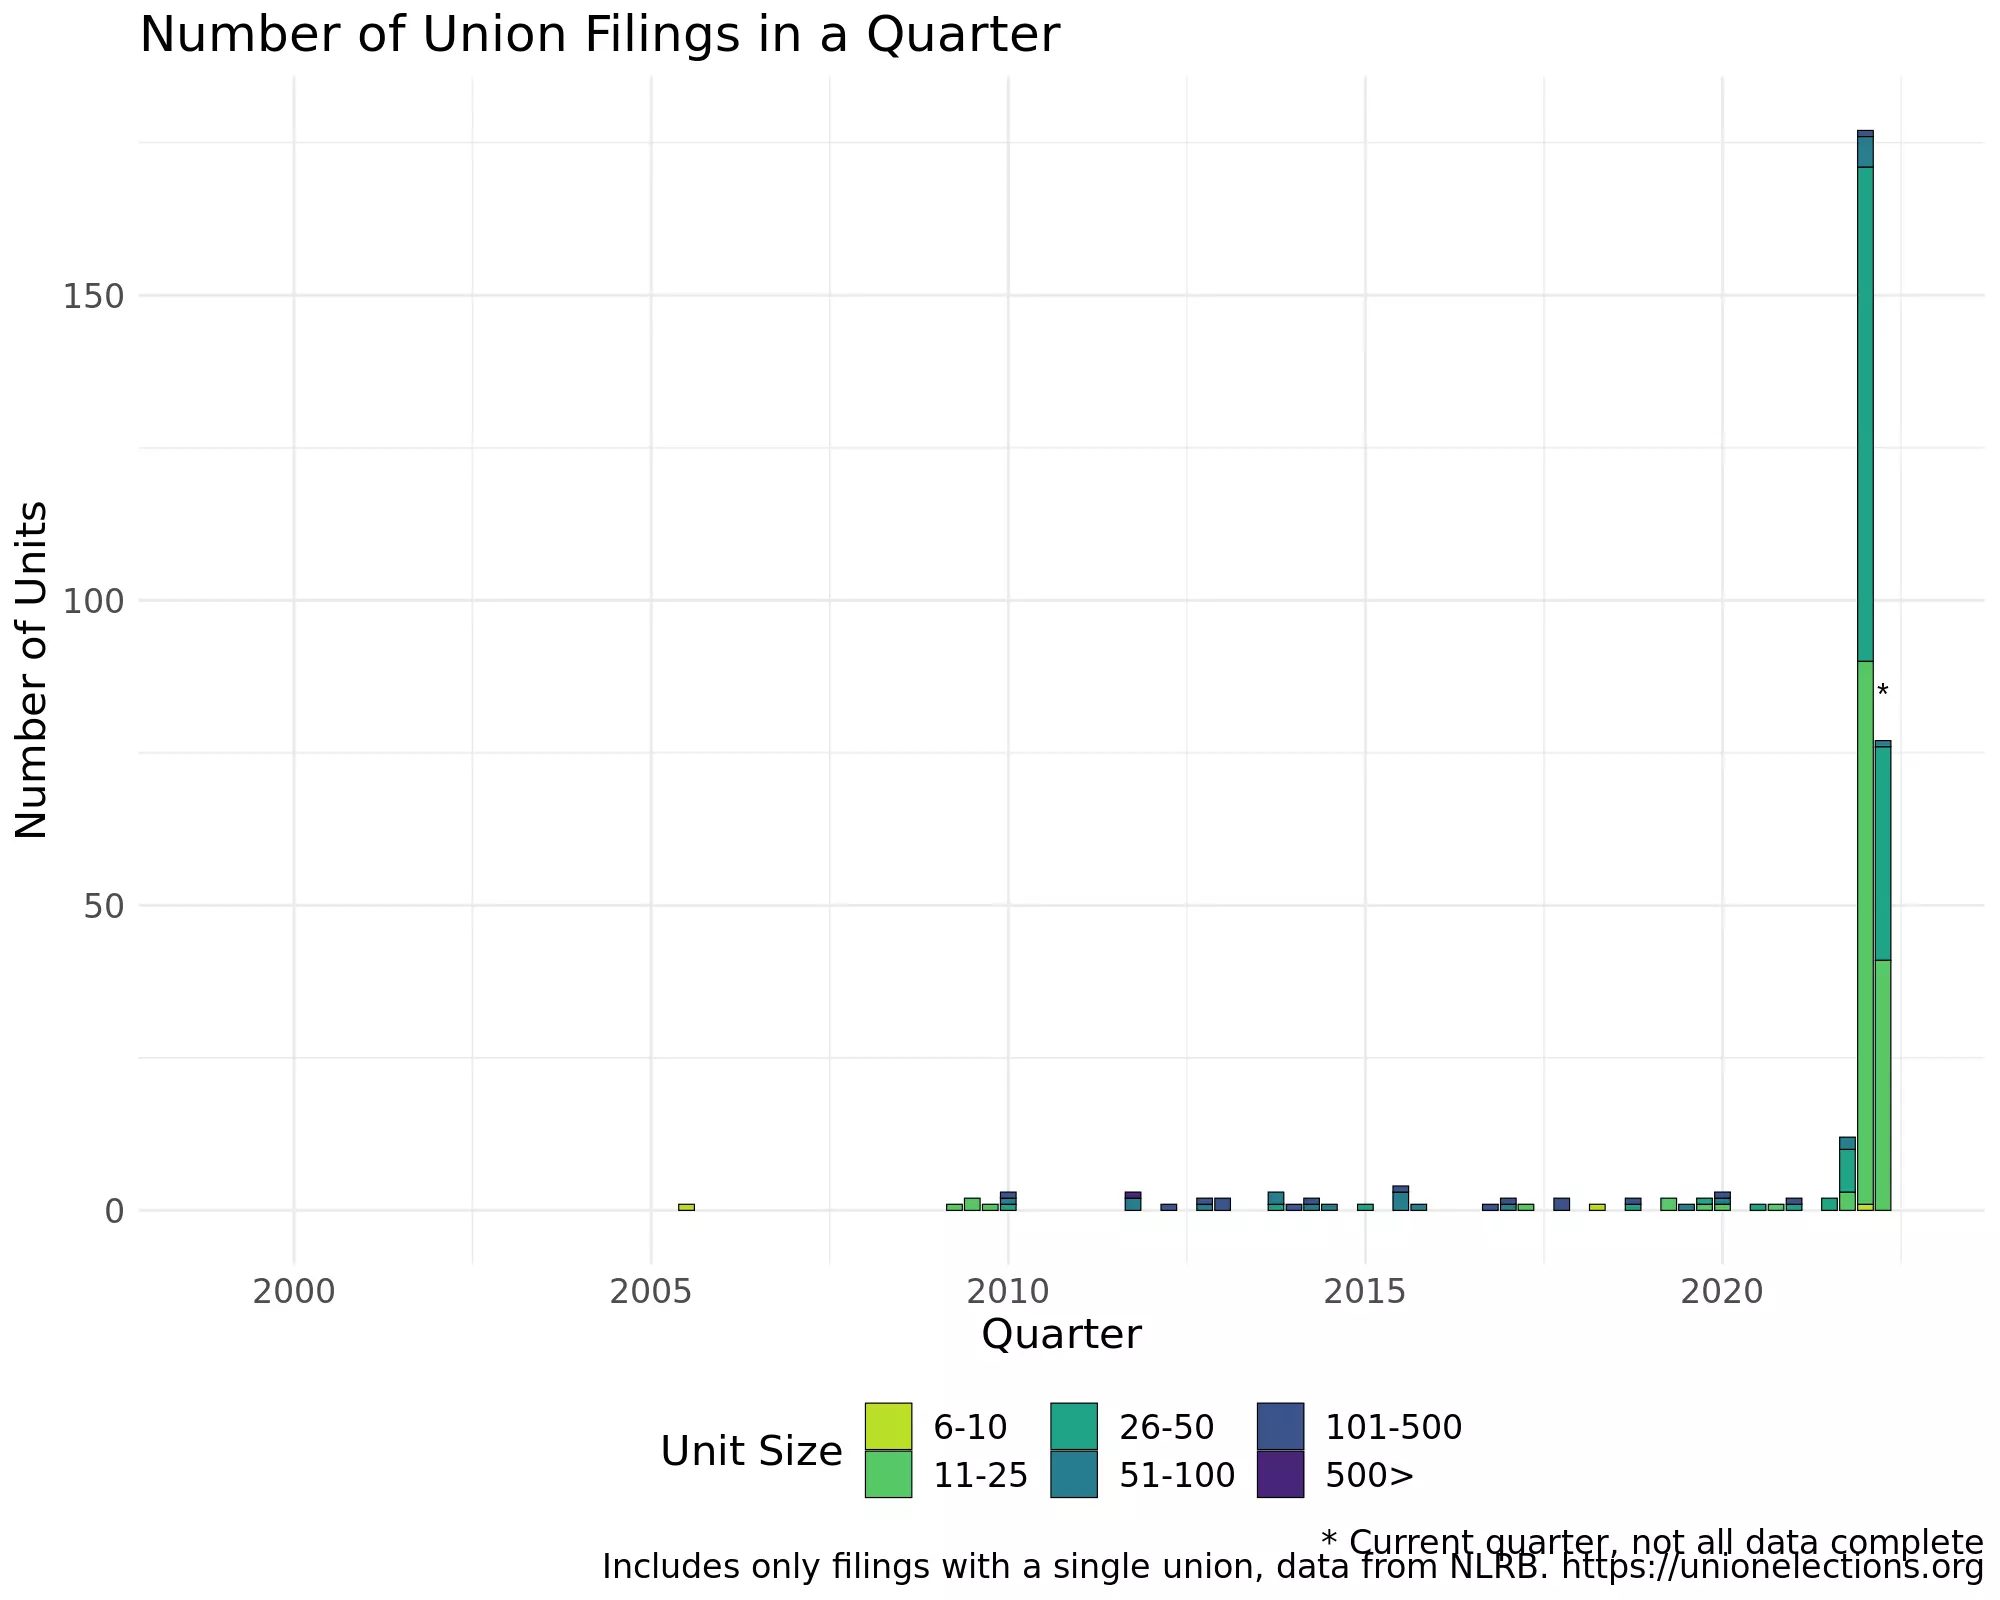 Number of Union Filings in a Quarter
Number of Units
150
100
50
0
*
2000 2005 2010 2015 2020
Quarter
Unit Size
6-10 26-50 101-500
11-25 51-100 500>
* Current quarter, not all data complete
Includes only filings with a single union, data from NLRB. https://unionelections.org